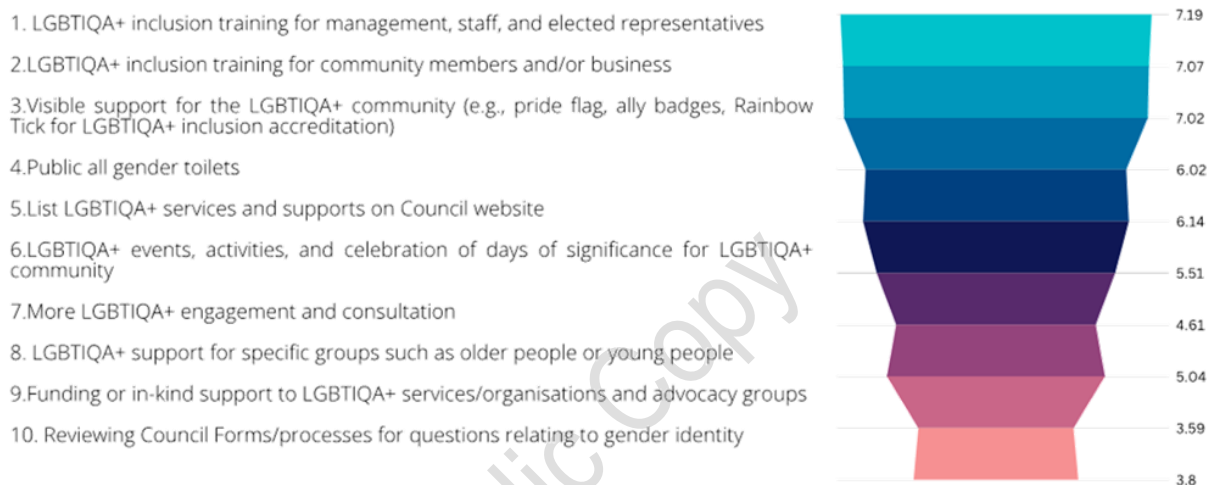 1. LGBTIQA+ inclusion training for management, staff, and elected representatives
2.LGBTIQA+ inclusion training for community members and/or business
3.Visible support for the LGBTIQA+ community (e.g., pride flag, ally badges, Rainbow
Tick for LGBTIQA+ inclusion accreditation)
4.Public all gender toilets
5.List LGBTIQA+ services and supports on Council website
6.LGBTIQA+ events, activities, and celebration of days of significance for LGBTIQA+
community
7.More LGBTIQA+ engagement and consultation
8. LGBTIQA+ support for specific groups such as older people or young people
9.Funding or in-kind support to LGBTIQA+ services/organisations and advocacy groups
10. Reviewing Council Forms/processes for questions relating to gender identity
7.19
7.07
7.02
6.02
6.14
5.51
4.61
5.04
3.59
3.8
lic Copy